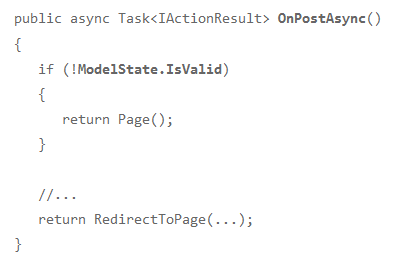 public async Task<IActionResult> OnPostAsync()
{
if (!ModelState.IsValid)
{
return Page();
}
//...
return RedirectToPage(...);
}